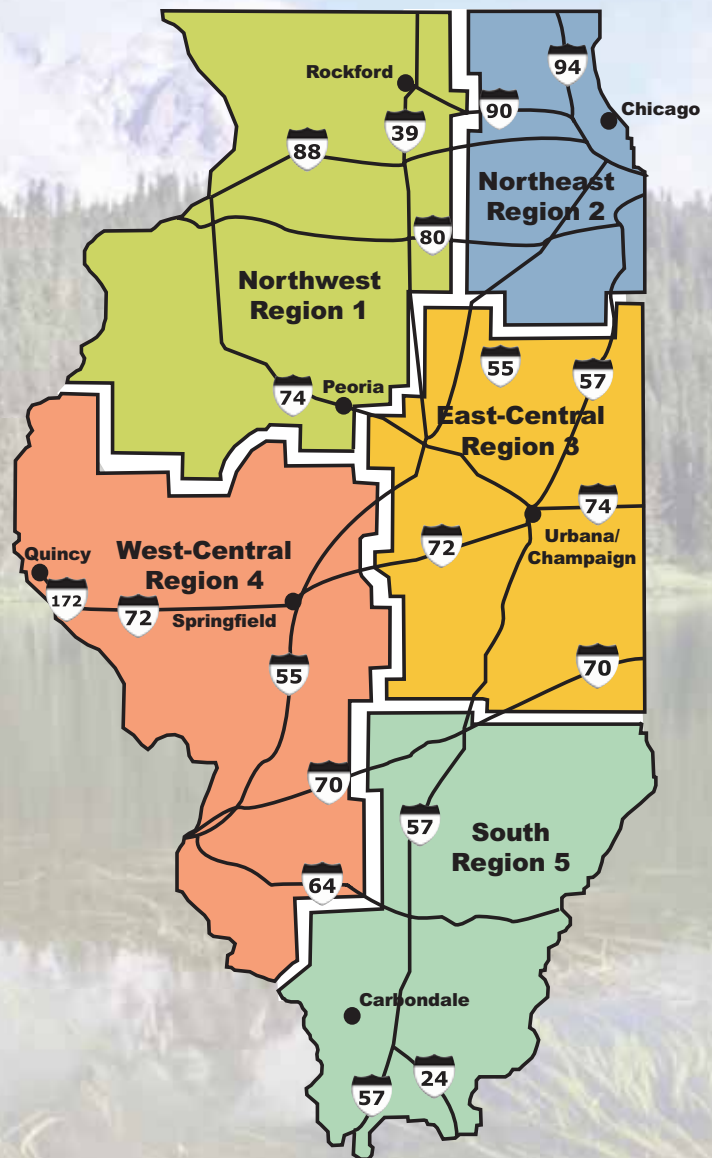 94
Rockford
90
Chicago
39
88
Northeast
Region 2
80
Northwest
Region 1
55
57
74
Peoria
East-Central
Region 3
74
Urbana/
Champaign
72
Quincy
West-Central
Region 4
172
72
Springfield
55
70
70
57
South
Region 5
64
Carbondale
24
57